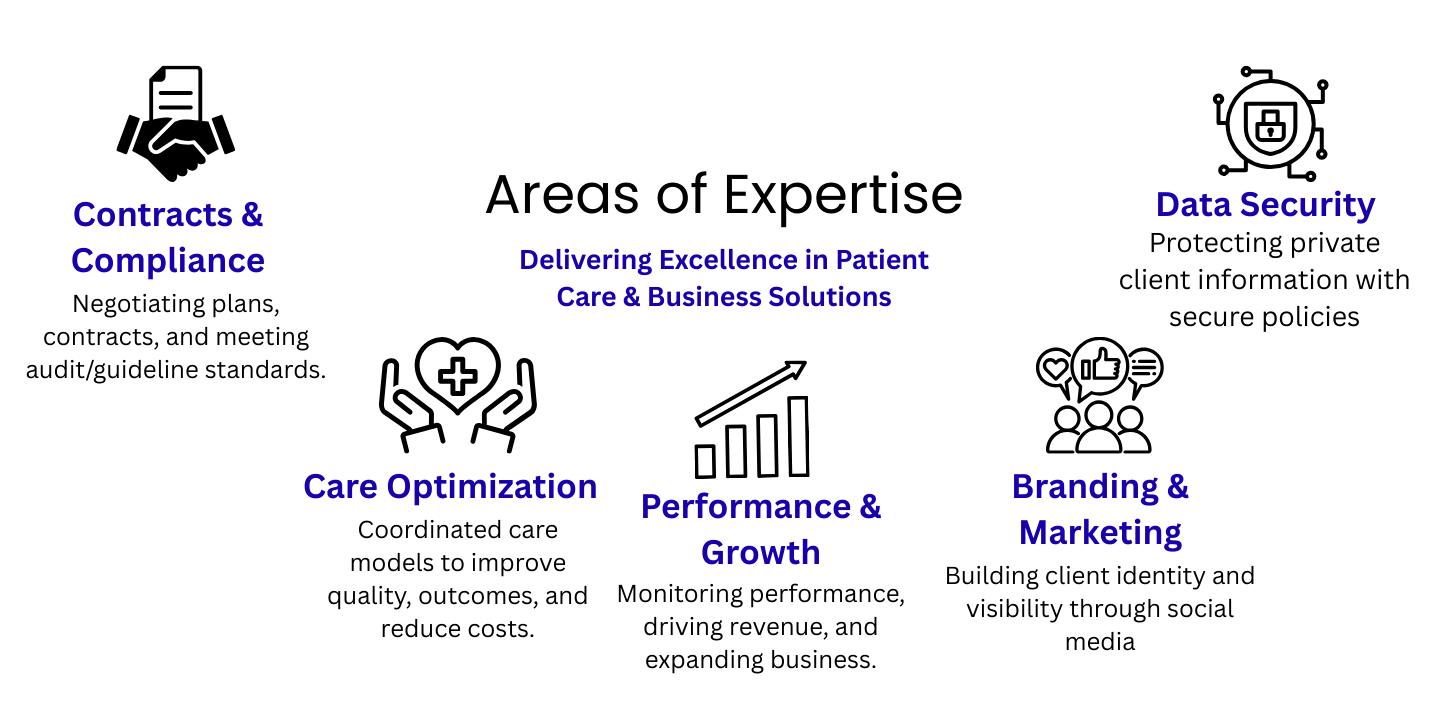 Areas of Expertise
Delivering Excellence in Patient
Care & Business Solutions
Contracts &
Compliance
Negotiating plans,
contracts, and meeting
audit/guideline standards.
Care Optimization
Coordinated care
models to improve
quality, outcomes, and
reduce costs.
Performance &
Growth
Monitoring performance,
driving revenue, and
expanding business.
Branding &
Marketing
Building client identity and
visibility through social
media
Data Security
Protecting private
client information with
secure policies